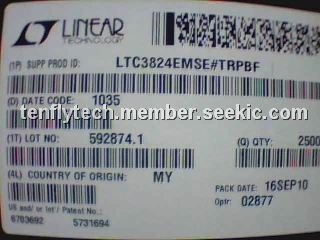 LINEAR
TECHNOLOGY
(1P) SUPP PROD ID: LTC3824EMSE#TRPBF
(D) DATE CODE: 1035
tenflytech.member.seekic.com
(1T) LOT NO: 592874.1 (Q) QTY: 2500
(4L) COUNTRY OF ORIGIN: MY
PACK DATE: 16SEP10
Optr: 02877
US and/or int'l Patent No.:
6703692 5731694